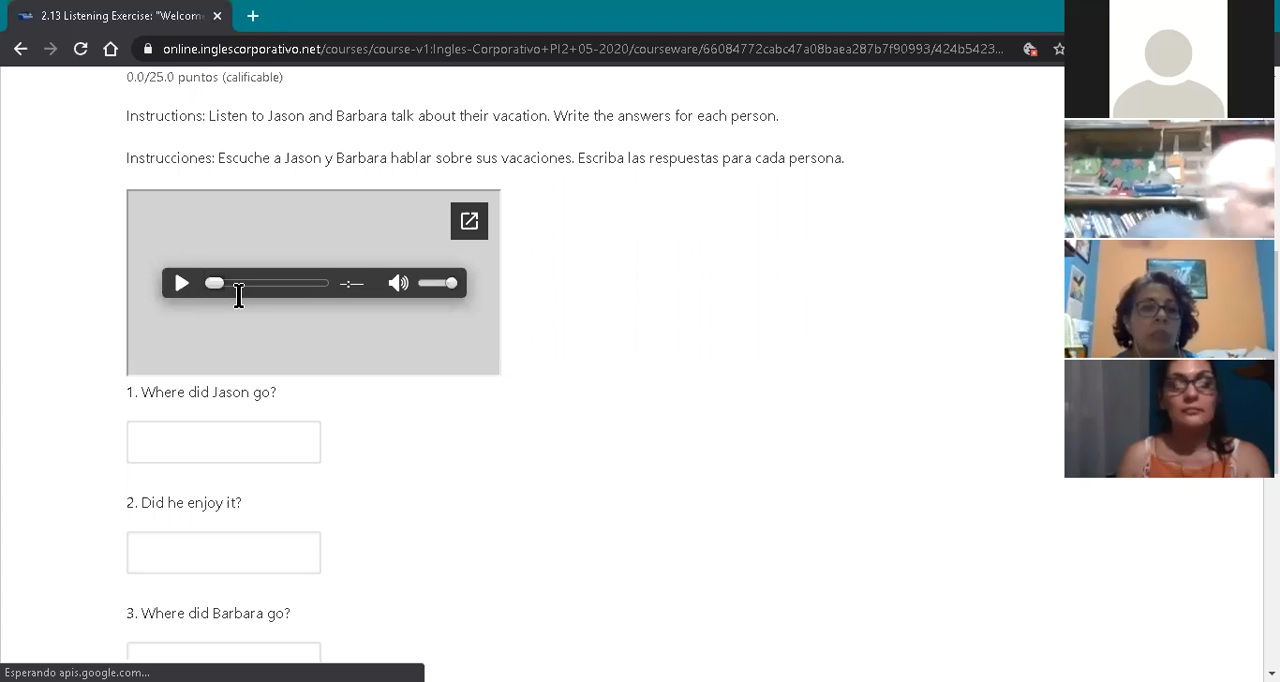 2.13 Listening Exercise: "Welcom
online.inglescorporativo.net/courses/course-v1:Ingles-Corporativo+PI2+05-2020/courseware/66084772cabc47a08baea287b7f90993/424b5423...
0.0/25.0 puntos (calificable)
Instructions: Listen to Jason and Barbara talk about their vacation. Write the answers for each person.
Instrucciones: Escuche a Jason y Barbara hablar sobre sus vacaciones. Escriba las respuestas para cada persona.
-:--
1. Where did Jason go?
2. Did he enjoy it?
3. Where did Barbara go?
Esperando apis.google.com...